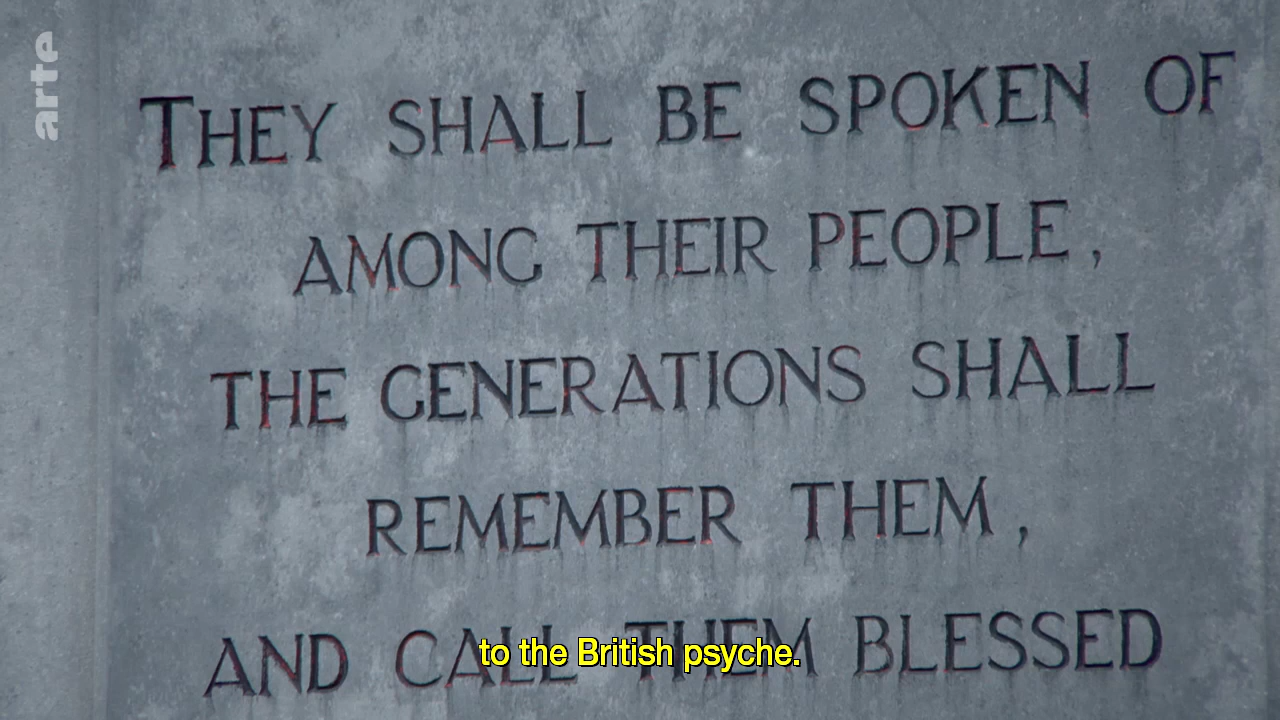 arte
THEY SHALL BE SPOKEN OF
AMONG THEIR PEOPLE,
THE GENERATIONS SHALL
REMEMBER THEM,
AND CALL THEM BLESSED
to the British psyche.